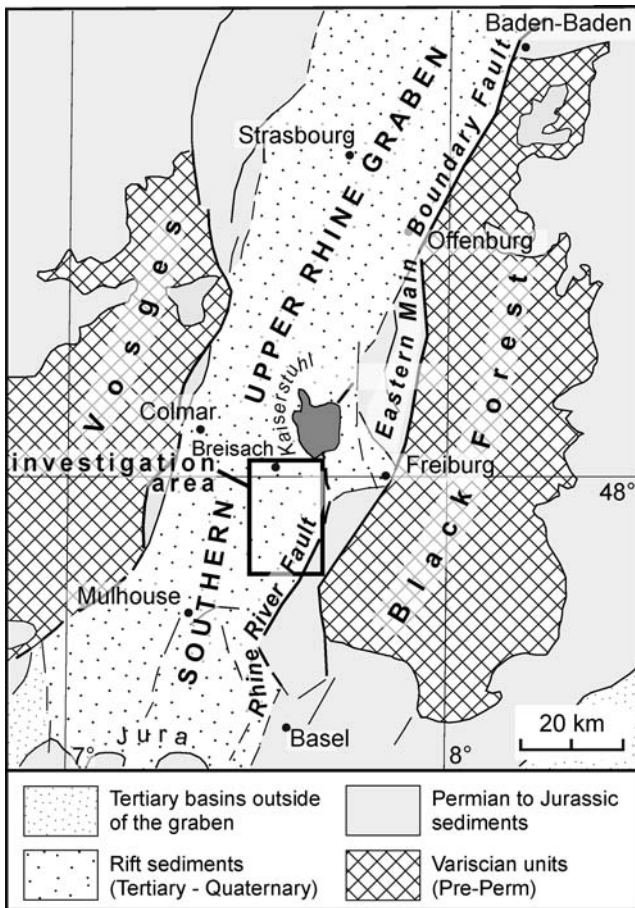 Baden-Baden
Strasbourg
UPPER RHINE GRABEN
Eastern Main Boundary Fault
Offenburg
Vosges
Kaiserstuhl
Colmar
Breisach
Freiburg
investigation
area
48°
Black Forest
SOUTHERN
Rhine River Fault
Mulhouse
Jura
Basel
20 km
7°
8°
Tertiary basins outside
of the graben
Permian to Jurassic
sediments
Rift sediments
(Tertiary - Quaternary)
Variscian units
(Pre-Perm)